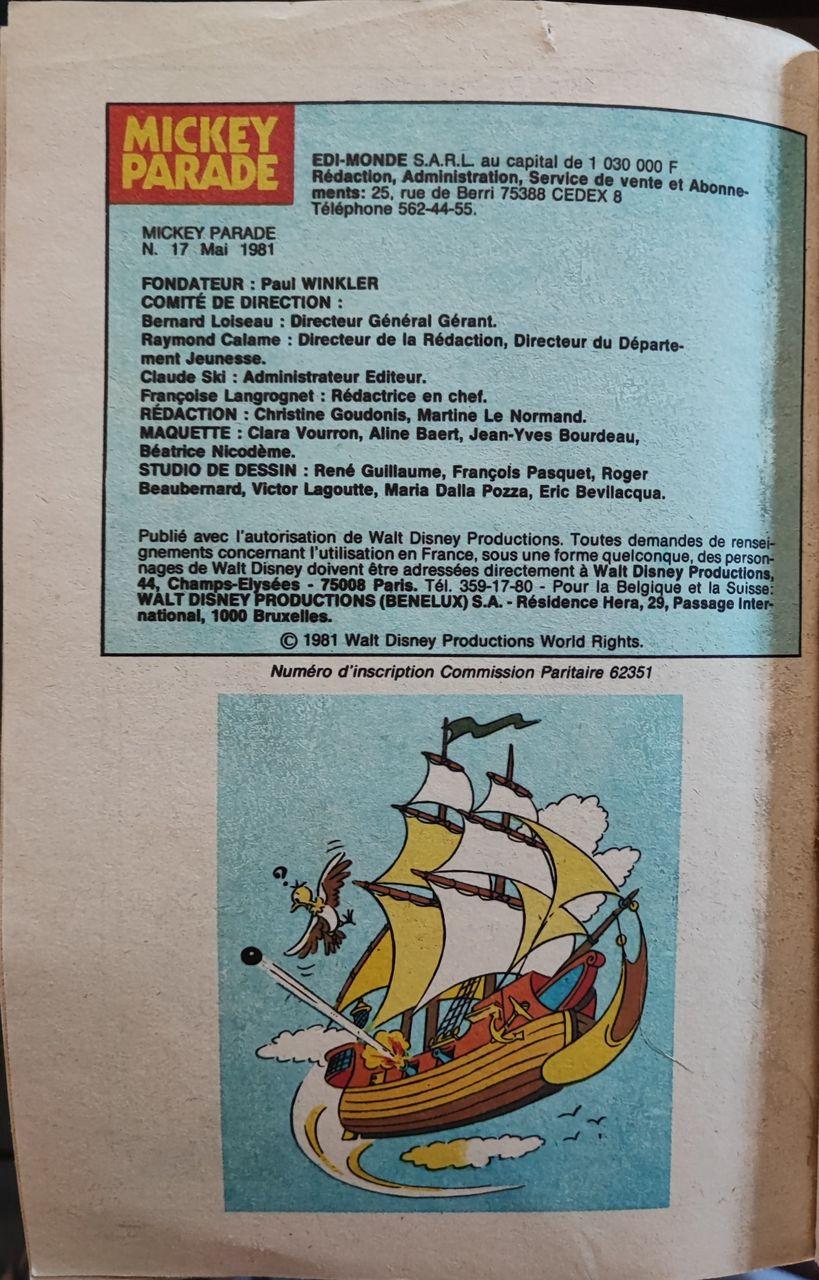 MICKEY
PARADE
EDI-MONDE S.A.R.L. au capital de 1 030 000 F
Rédaction, Administration, Service de vente et Abonne-
ments: 25, rue de Berri 75388 CEDEX 8
Téléphone 562-44-55.
MICKEY PARADE
N. 17 Mai 1981
FONDATEUR : Paul WINKLER
COMITÉ DE DIRECTION :
Bernard Loiseau : Directeur Général Gérant.
Raymond Calame : Directeur de la Rédaction, Directeur du Départe-
ment Jeunesse.
Claude Ski : Administrateur Editeur.
Françoise Langrognet : Rédactrice en chef.
RÉDACTION : Christine Goudonis, Martine Le Normand.
MAQUETTE : Clara Vourron, Aline Baert, Jean-Yves Bourdeau,
Béatrice Nicodème.
STUDIO DE DESSIN : René Guillaume, François Pasquet, Roger
Beaubernard, Victor Lagoutte, Maria Dalla Pozza, Eric Bevilacqua.
Publié avec l'autorisation de Walt Disney Productions. Toutes demandes de rensei-
gnements concernant l'utilisation en France, sous une forme quelconque, des person-
nages de Walt Disney doivent être adressées directement à Walt Disney Productions,
44, Champs-Elysées - 75008 Paris. Tél. 359-17-80 - Pour la Belgique et la Suisse:
WALT DISNEY PRODUCTIONS (BENELUX) S.A. - Résidence Hera, 29, Passage Inter-
national, 1000 Bruxelles.
© 1981 Walt Disney Productions World Rights.
Numéro d'inscription Commission Paritaire 62351
?